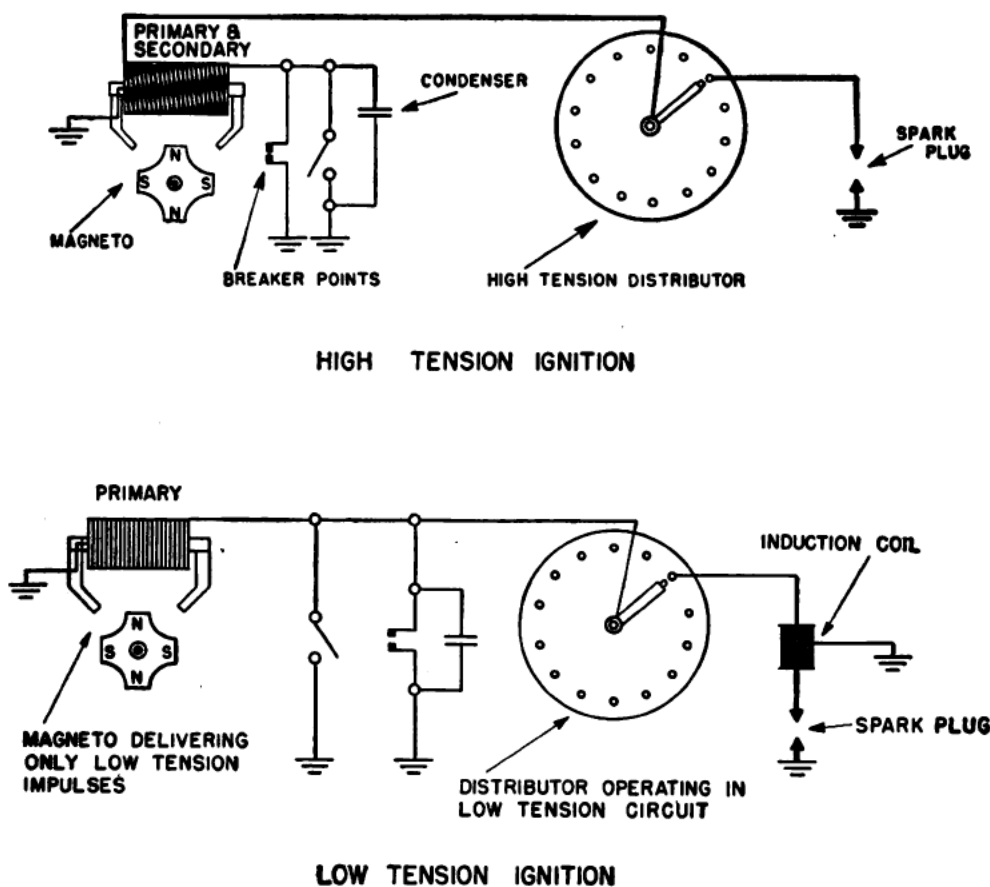 PRIMARY &
SECONDARY
CONDENSER
SPARK
PLUG
N
S S
N
MAGNETO
BREAKER POINTS
HIGH TENSION DISTRIBUTOR
HIGH TENSION IGNITION
PRIMARY
INDUCTION COIL
N
S S
N
SPARK PLUG
MAGNETO DELIVERING
ONLY LOW TENSION
IMPULSES
DISTRIBUTOR OPERATING IN
LOW TENSION CIRCUIT
LOW TENSION IGNITION